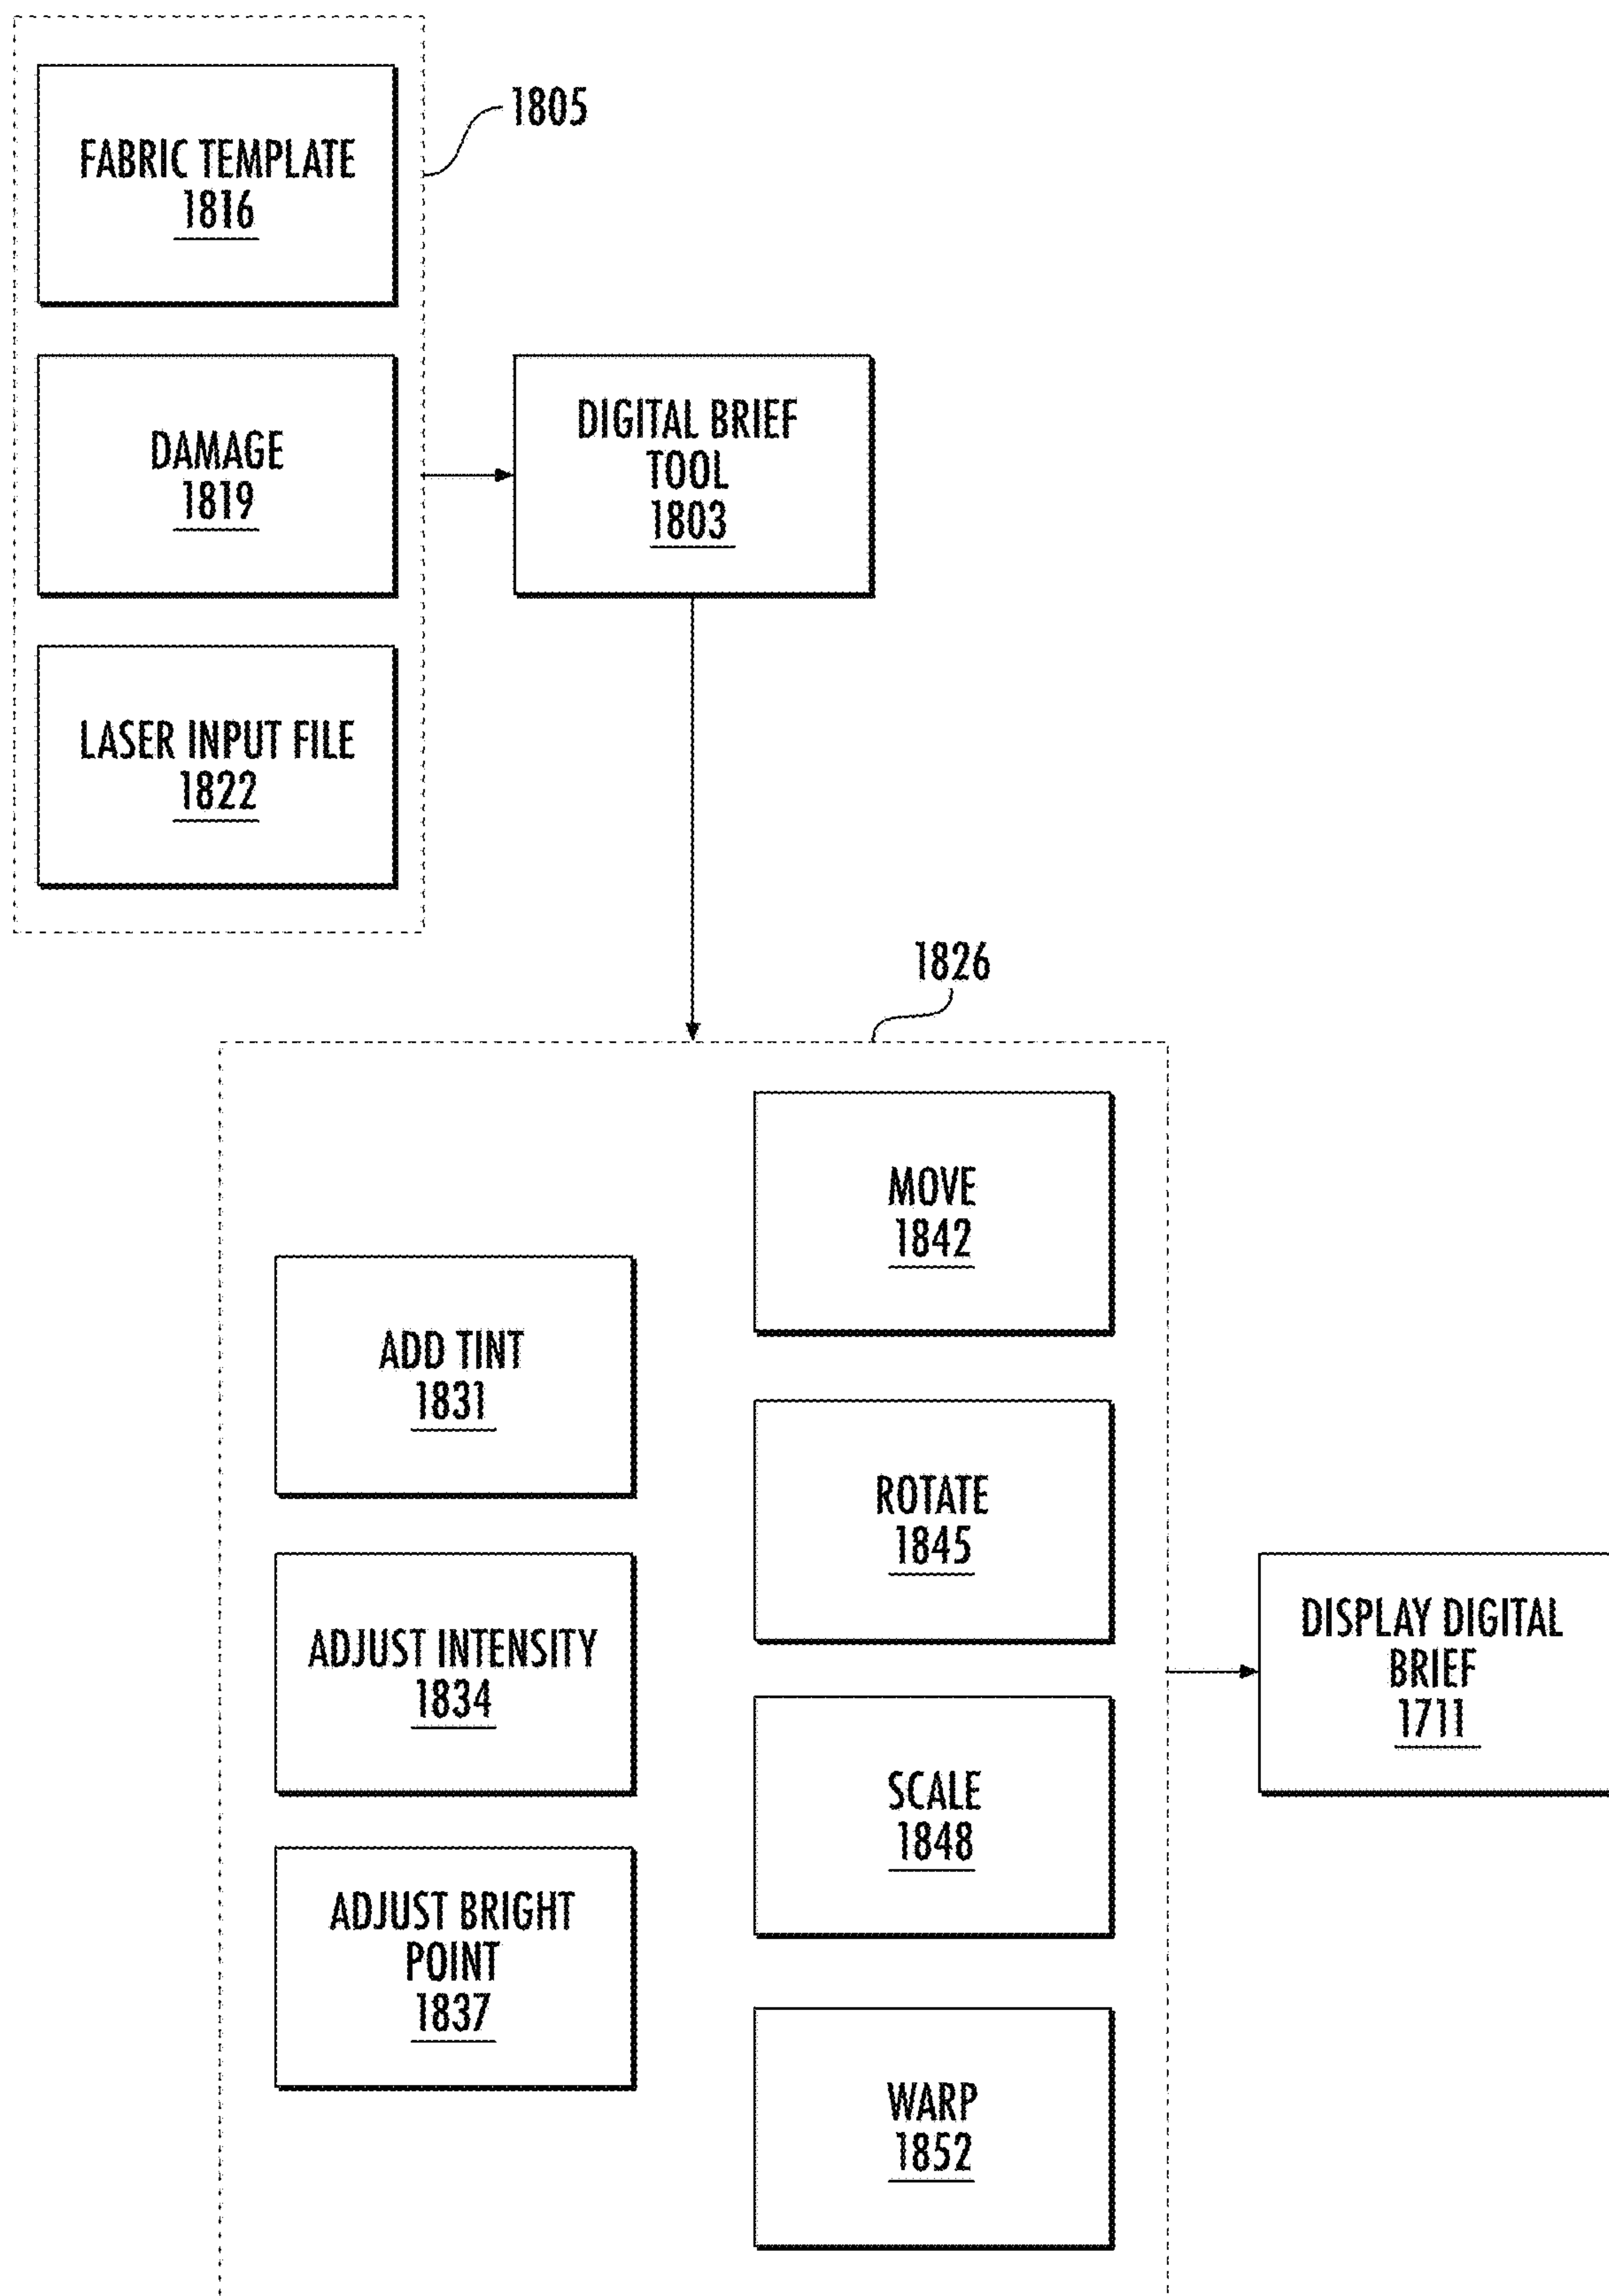 FABRIC TEMPLATE
1816
1805
DAMAGE
1819
DIGITAL BRIEF
TOOL
1803
LASER INPUT FILE
1822
1826
MOVE
1842
ADD TINT
1831
ROTATE
1845
ADJUST INTENSITY
1834
DISPLAY DIGITAL
BRIEF
1711
SCALE
1848
ADJUST BRIGHT
POINT
1837
WARP
1852